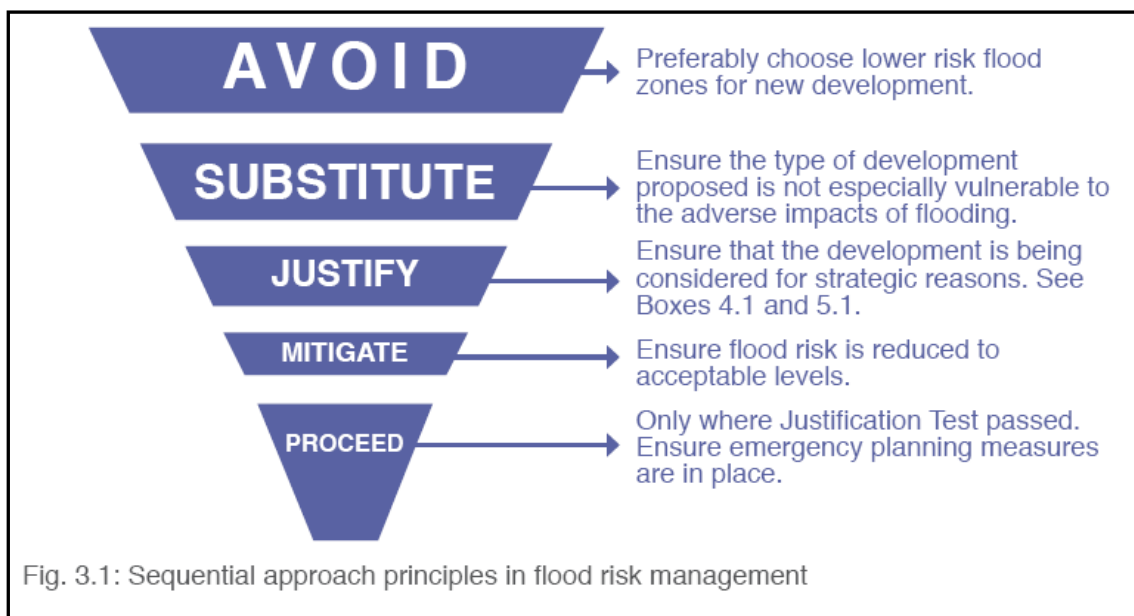 AVOID
Preferably choose lower risk flood
zones for new development.
SUBSTITUTE
Ensure the type of development
proposed is not especially vulnerable to
the adverse impacts of flooding.
JUSTIFY
Ensure that the development is being
considered for strategic reasons. See
Boxes 4.1 and 5.1.
MITIGATE
Ensure flood risk is reduced to
acceptable levels.
PROCEED
Only where Justification Test passed.
Ensure emergency planning measures
are in place.
Fig. 3.1: Sequential approach principles in flood risk management